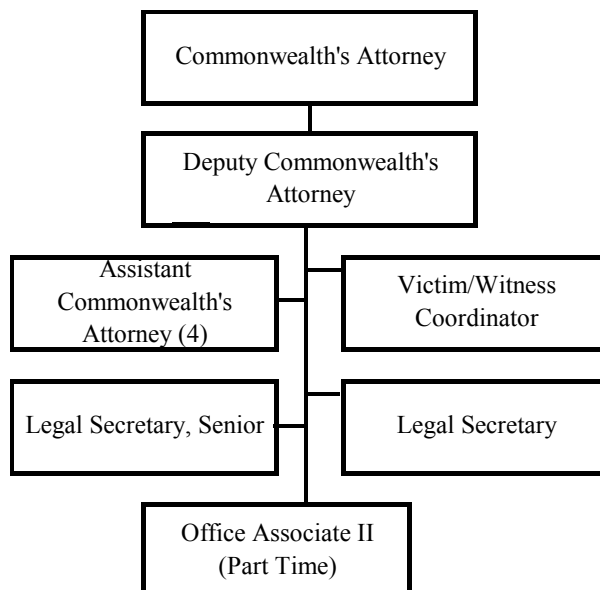 Commonwealth's Attorney
Deputy Commonwealth's
Attorney
Assistant
Commonwealth's
Attorney (4)
Victim/Witness
Coordinator
Legal Secretary, Senior
Legal Secretary
Office Associate II
(Part Time)